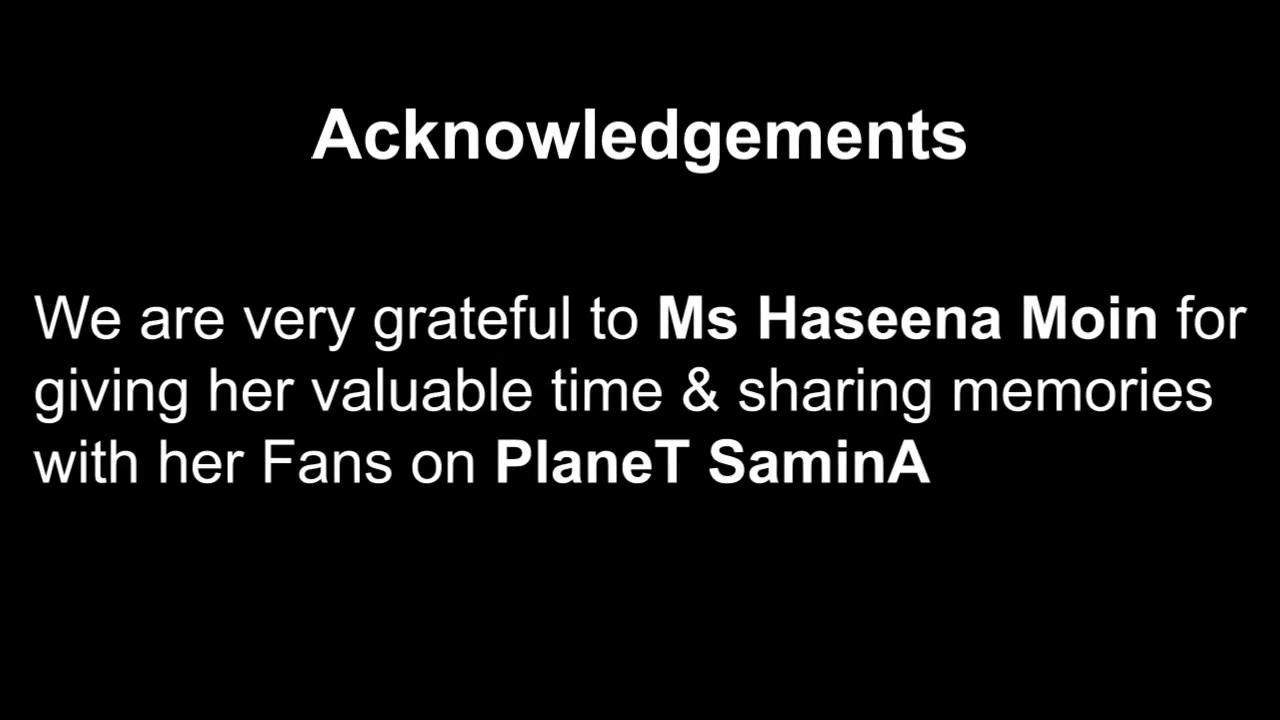 Acknowledgements
We are very grateful to Ms Haseena Moin for
giving her valuable time & sharing memories
with her Fans on PlaneT SaminA